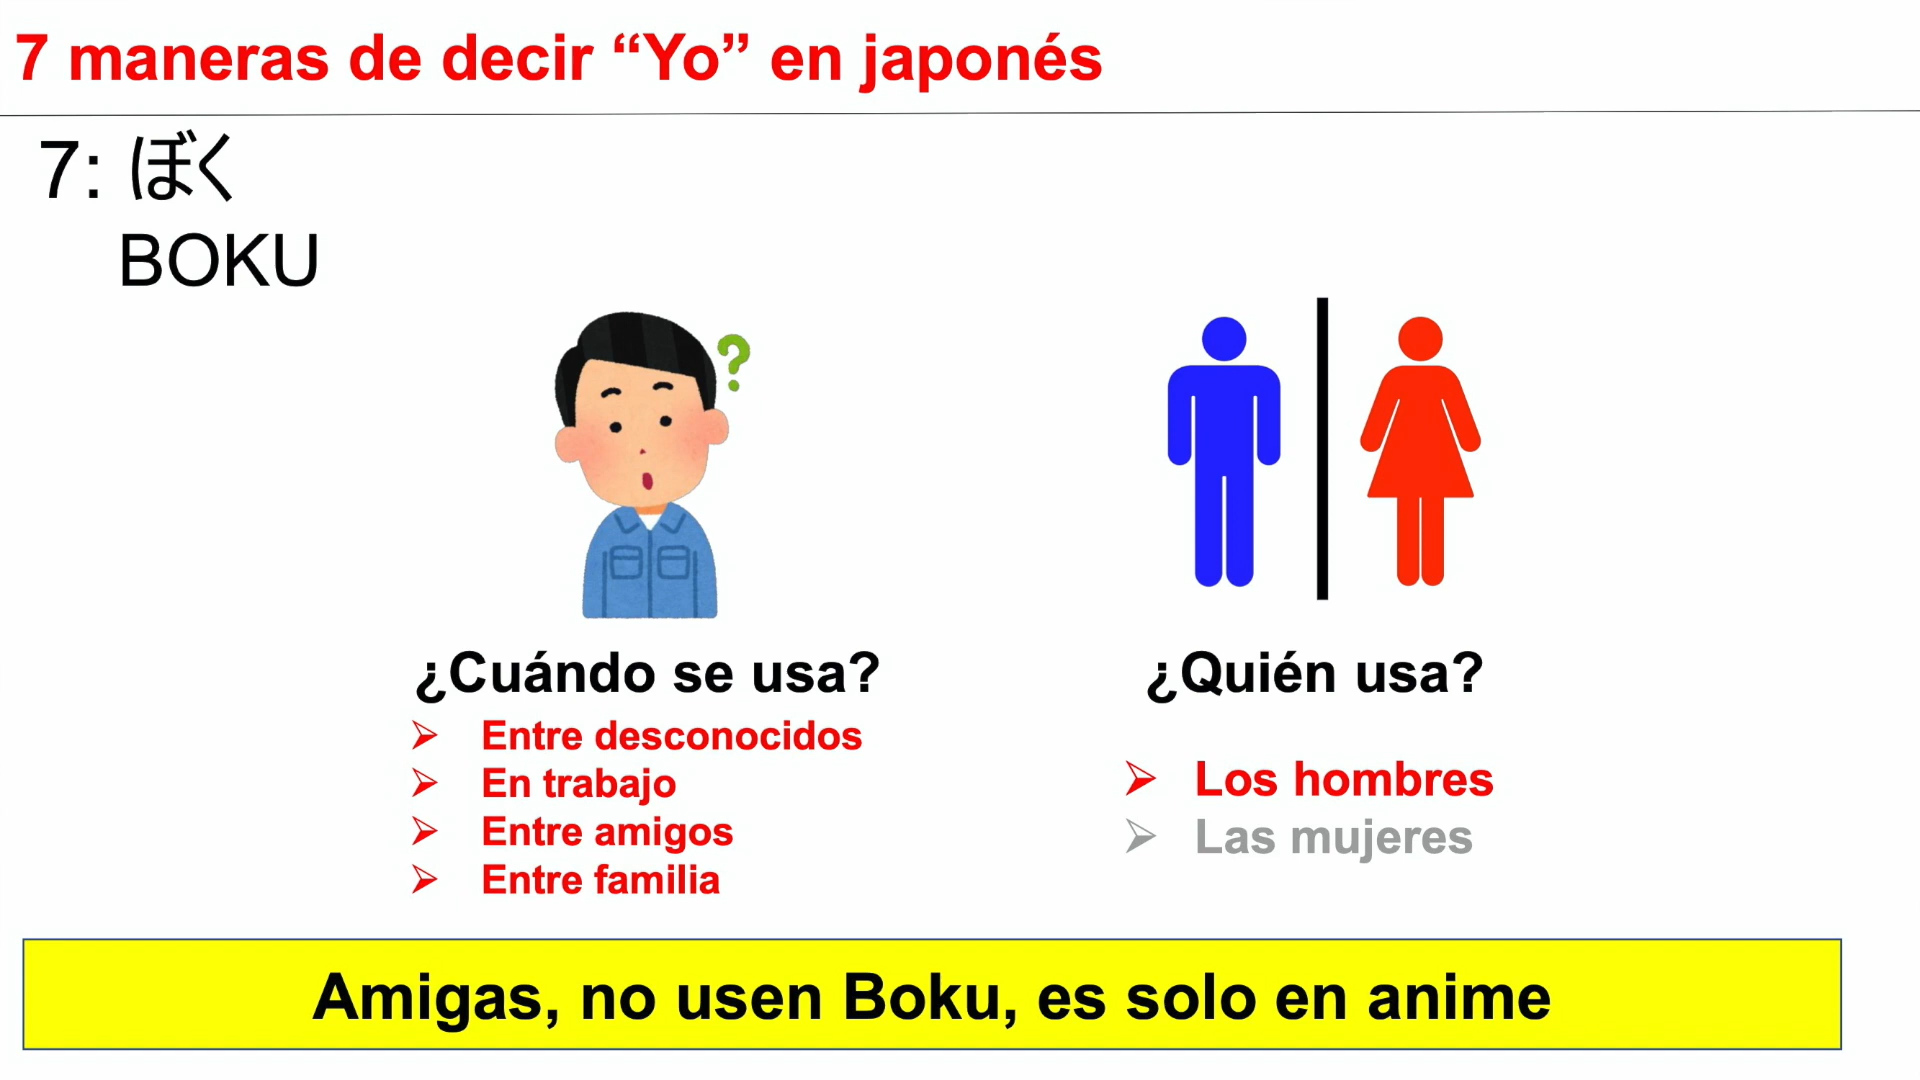 7 maneras de decir “Yo” en japonés
7: ぼく
BOKU
?
¿Cuándo se usa?
Entre desconocidos
En trabajo
Entre amigos
Entre familia
¿Quién usa?
Los hombres
Las mujeres
Amigas, no usen Boku, es solo en anime